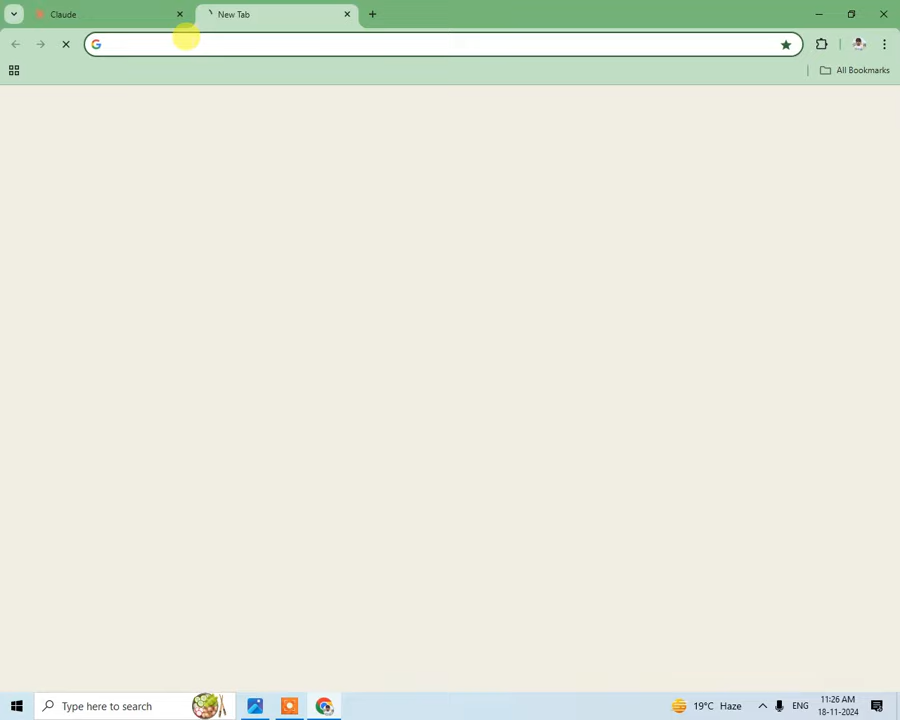 Claude
New Tab
All Bookmarks
Type here to search
19°C Haze
ENG
11:26 AM
18-11-2024